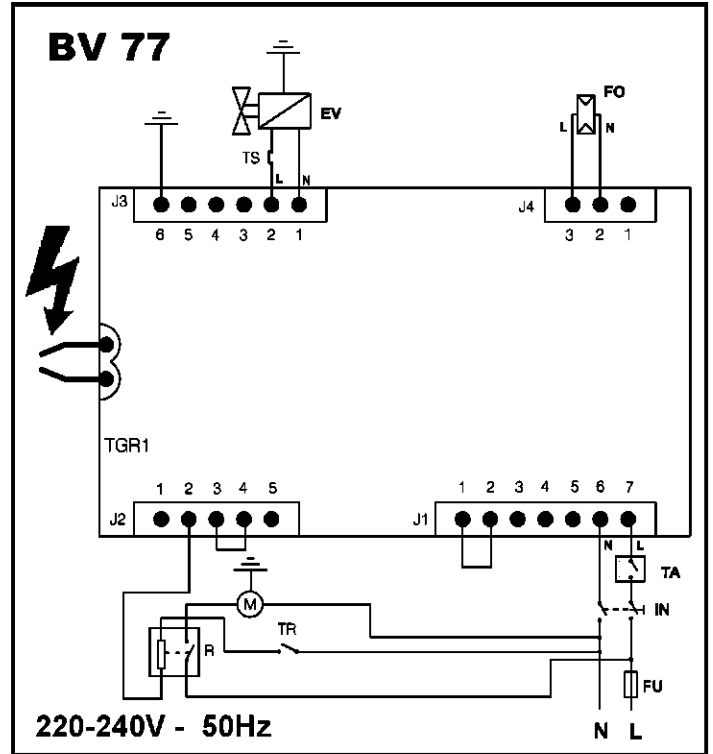 BV 77
FO
EV
L N
TS
L N
J3
J4
6 5 4 3 2 1
3 2 1
TGR1
1 2 3 4 5
1 2 3 4 5 6 7
J2
J1
N L
TA
M
IN
TR
R
FU
220-240V - 50Hz
N L